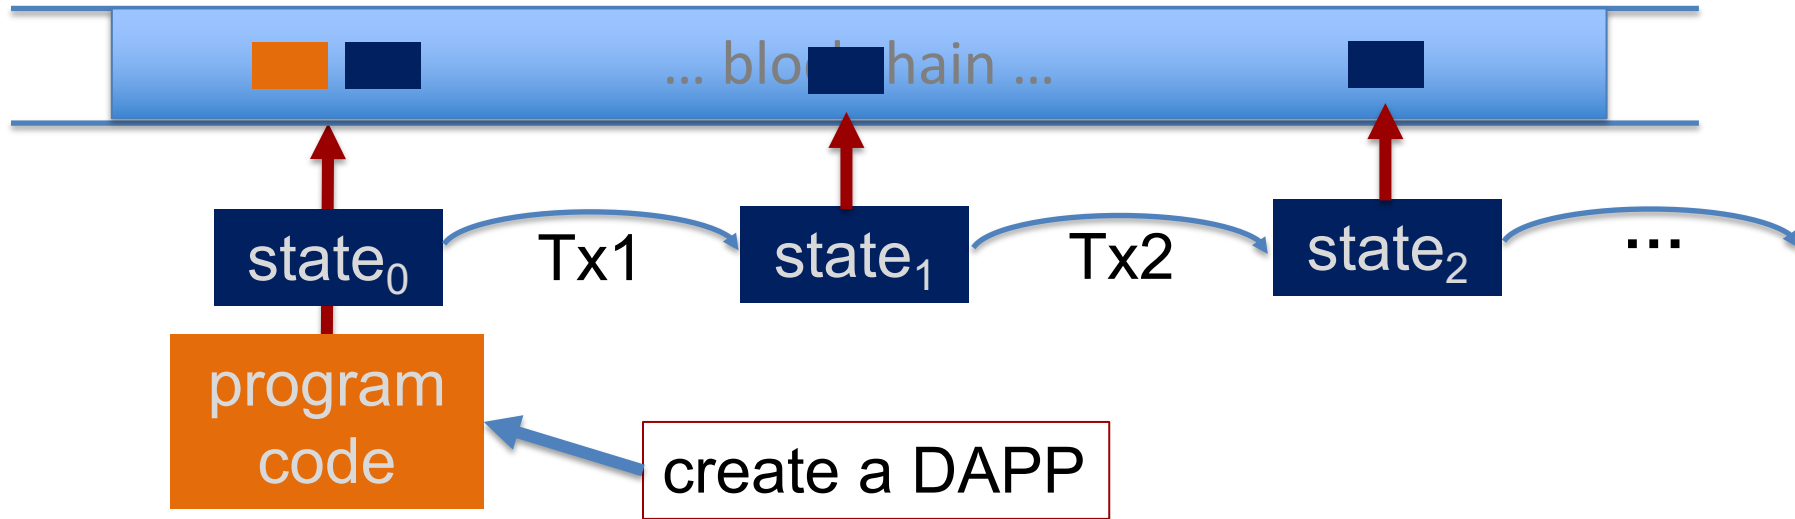 ... blo hain ...
state0
Tx1
state1
Tx2
state2
...
program
code
create a DAPP